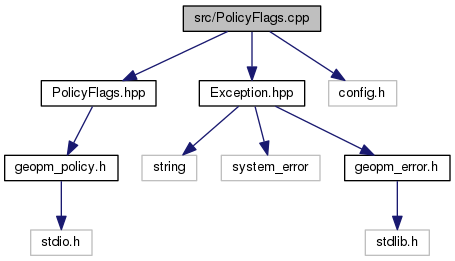 src/PolicyFlags.cpp
PolicyFlags.hpp
Exception.hpp
config.h
geopm_policy.h
string
system_error
geopm_error.h
stdio.h
stdlib.h